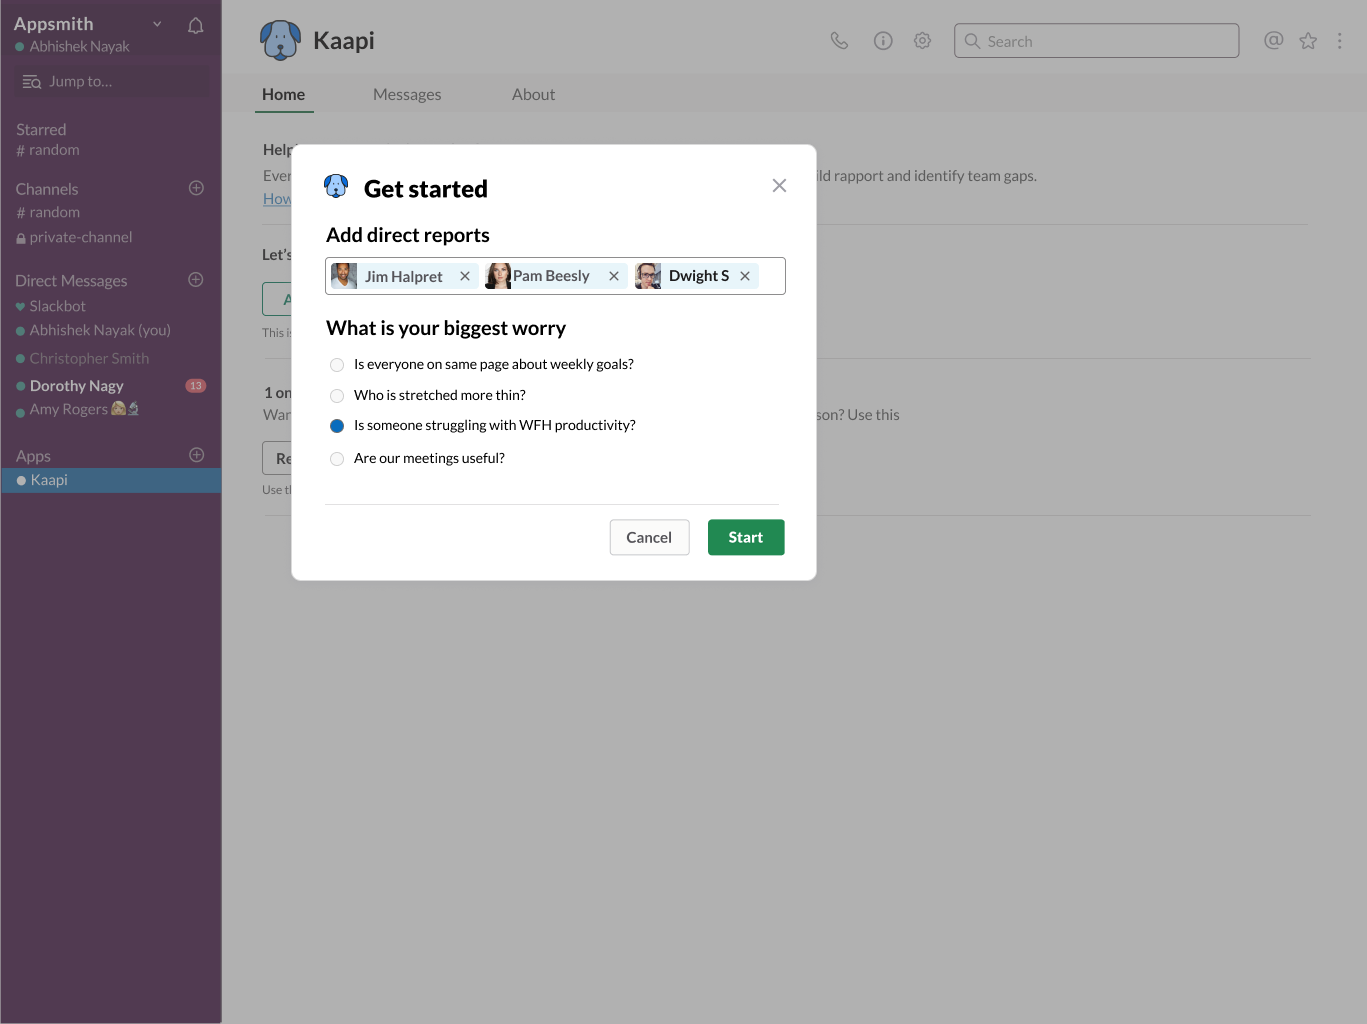 Appsmith
Abhishek Nayak
Jump to...
Starred
# random
Channels
# random
private-channel
Direct Messages
Slackbot
Abhishek Nayak (you)
Christopher Smith
Dorothy Nagy 13
Amy Rogers
Apps
Kaapi
Kaapi
Search
Home Messages About
Help
Ever
ild rapport and identify team gaps.
How
Let's
A
This is
1 on
Wan
son? Use this
Re
Use th
Get started
Add direct reports
Jim Halpret Pam Beesly Dwight S
What is your biggest worry
Is everyone on same page about weekly goals?
Who is stretched more thin?
Is someone struggling with WFH productivity?
Are our meetings useful?
Cancel Start